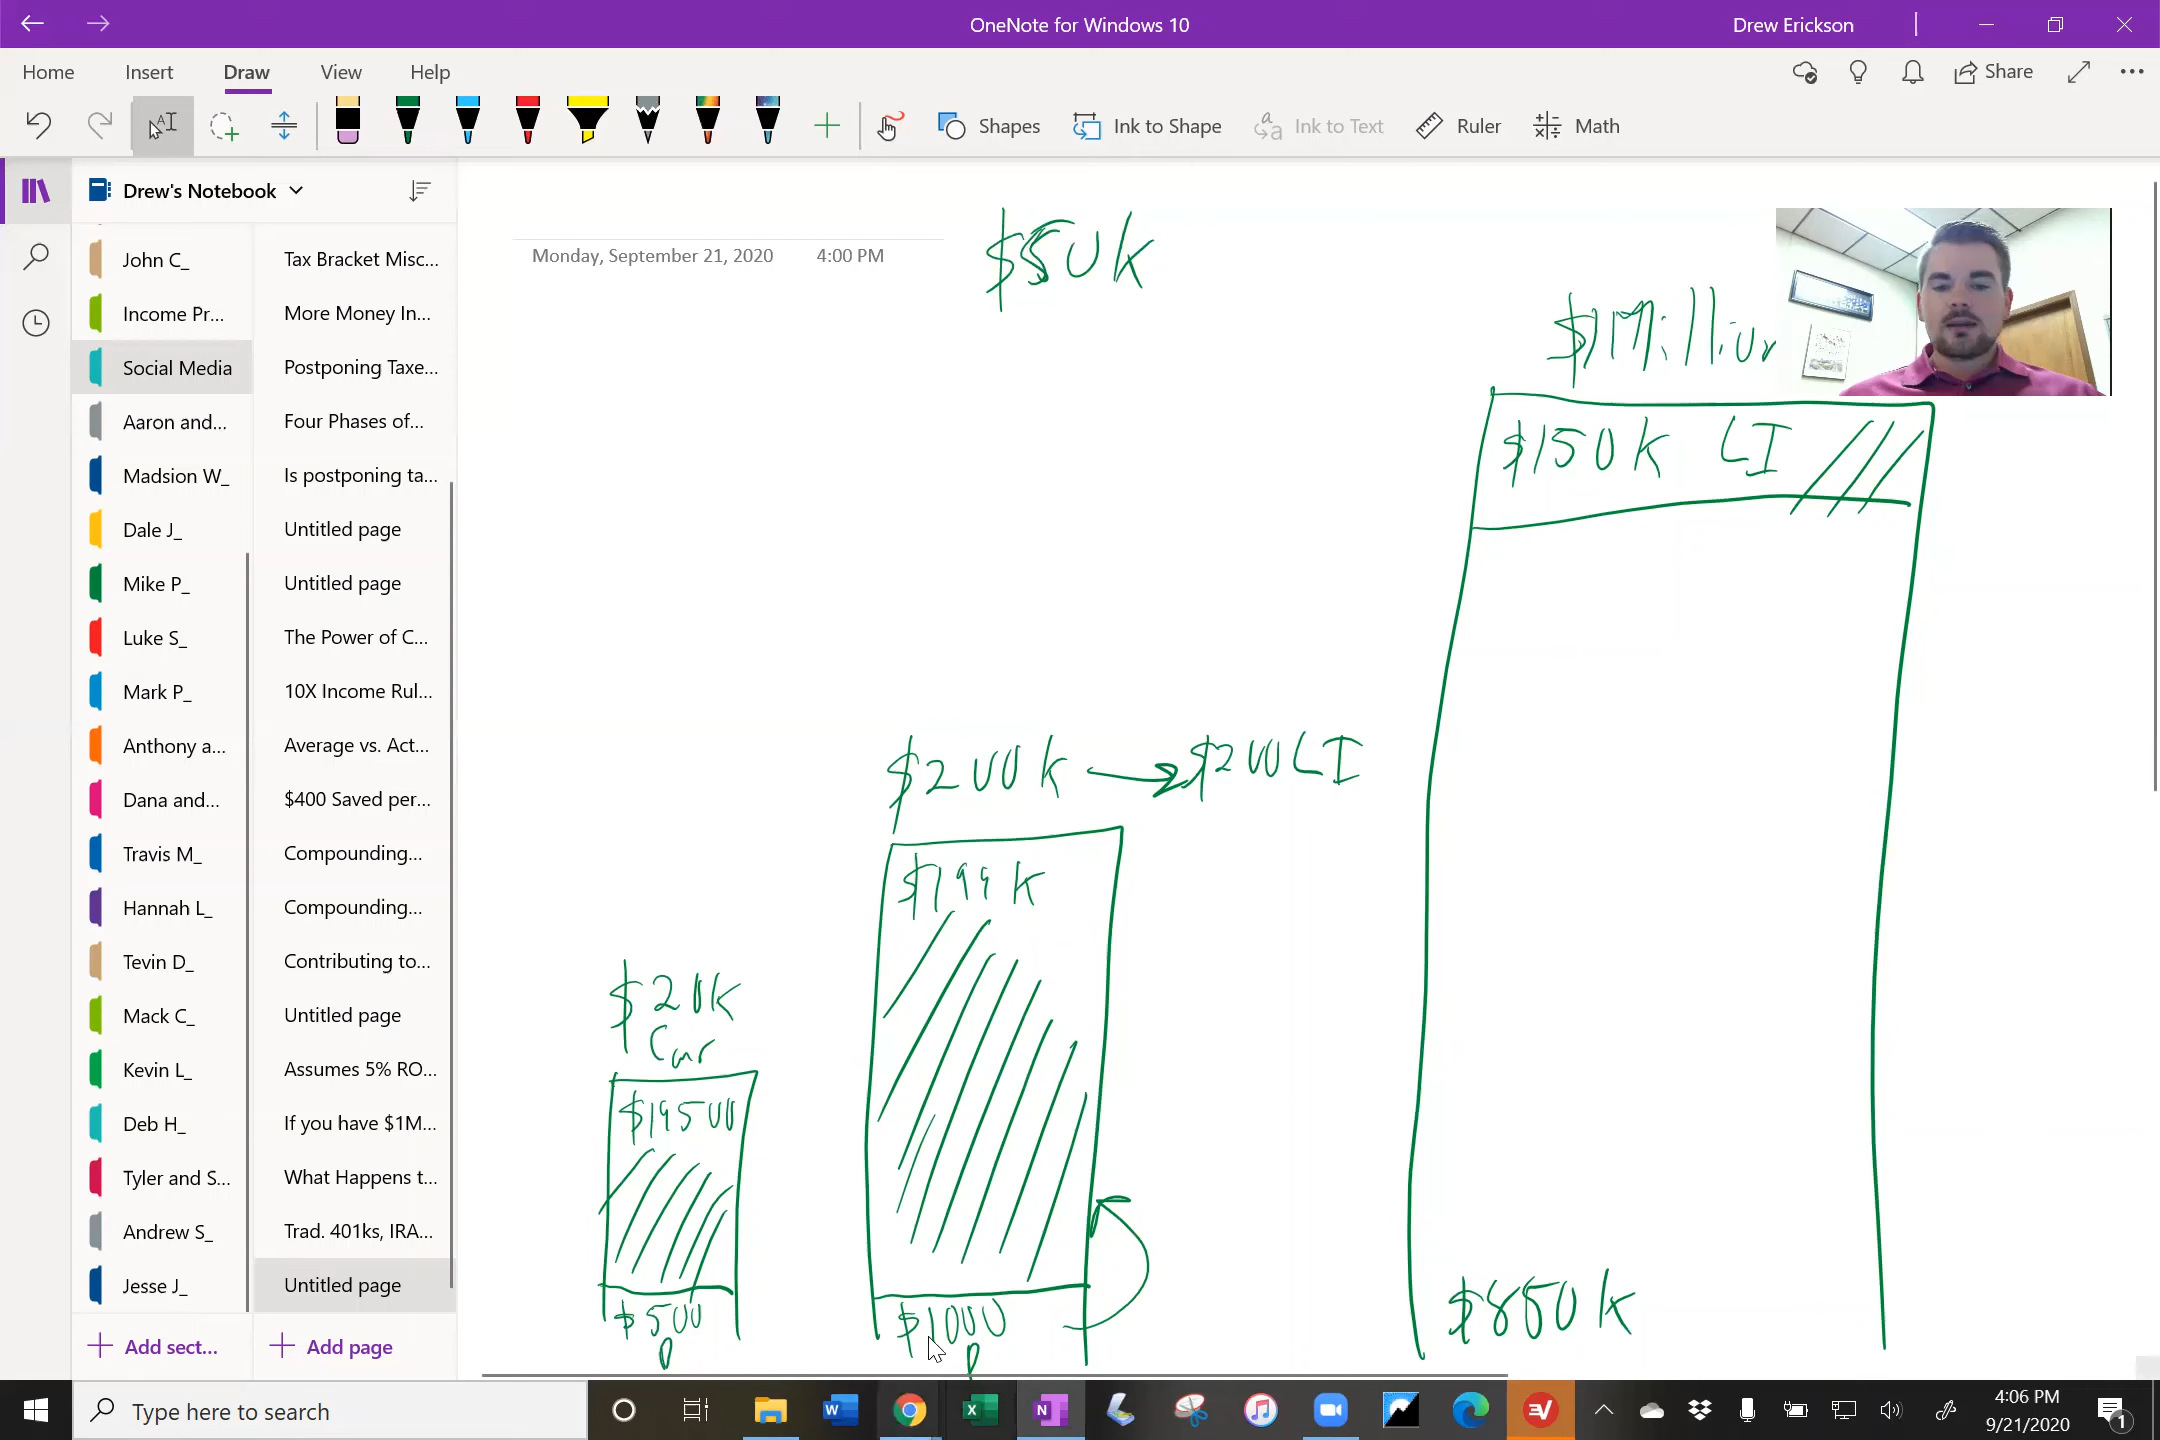 OneNote for Windows 10
Drew Erickson
Home Insert Draw View Help
Share
Shapes Ink to Shape Ink to Text Ruler Math
Drew's Notebook
John C_
Income Pr...
Social Media
Aaron and...
Madsion W_
Dale J_
Mike P_
Luke S_
Mark P_
Anthony a...
Dana and...
Travis M_
Hannah L_
Tevin D_
Mack C_
Kevin L_
Deb H_
Tyler and S...
Andrew S_
Jesse J_
Add sect...
Tax Bracket Misc...
More Money In...
Postponing Taxe...
Four Phases of...
Is postponing ta...
Untitled page
Untitled page
The Power of C...
10X Income Rul...
Average vs. Act...
$400 Saved per...
Compounding...
Compounding...
Contributing to...
Untitled page
Assumes 5% RO...
If you have $1M...
What Happens t...
Trad. 401ks, IRA...
Untitled page
Add page
Monday, September 21, 2020 4:00 PM
$50k
$1Million
$150k LI
$200k → $200LI
$199k
$20k
Car
$19500
$500
D
$1000
D
$850k
Type here to search
4:06 PM
9/21/2020
1